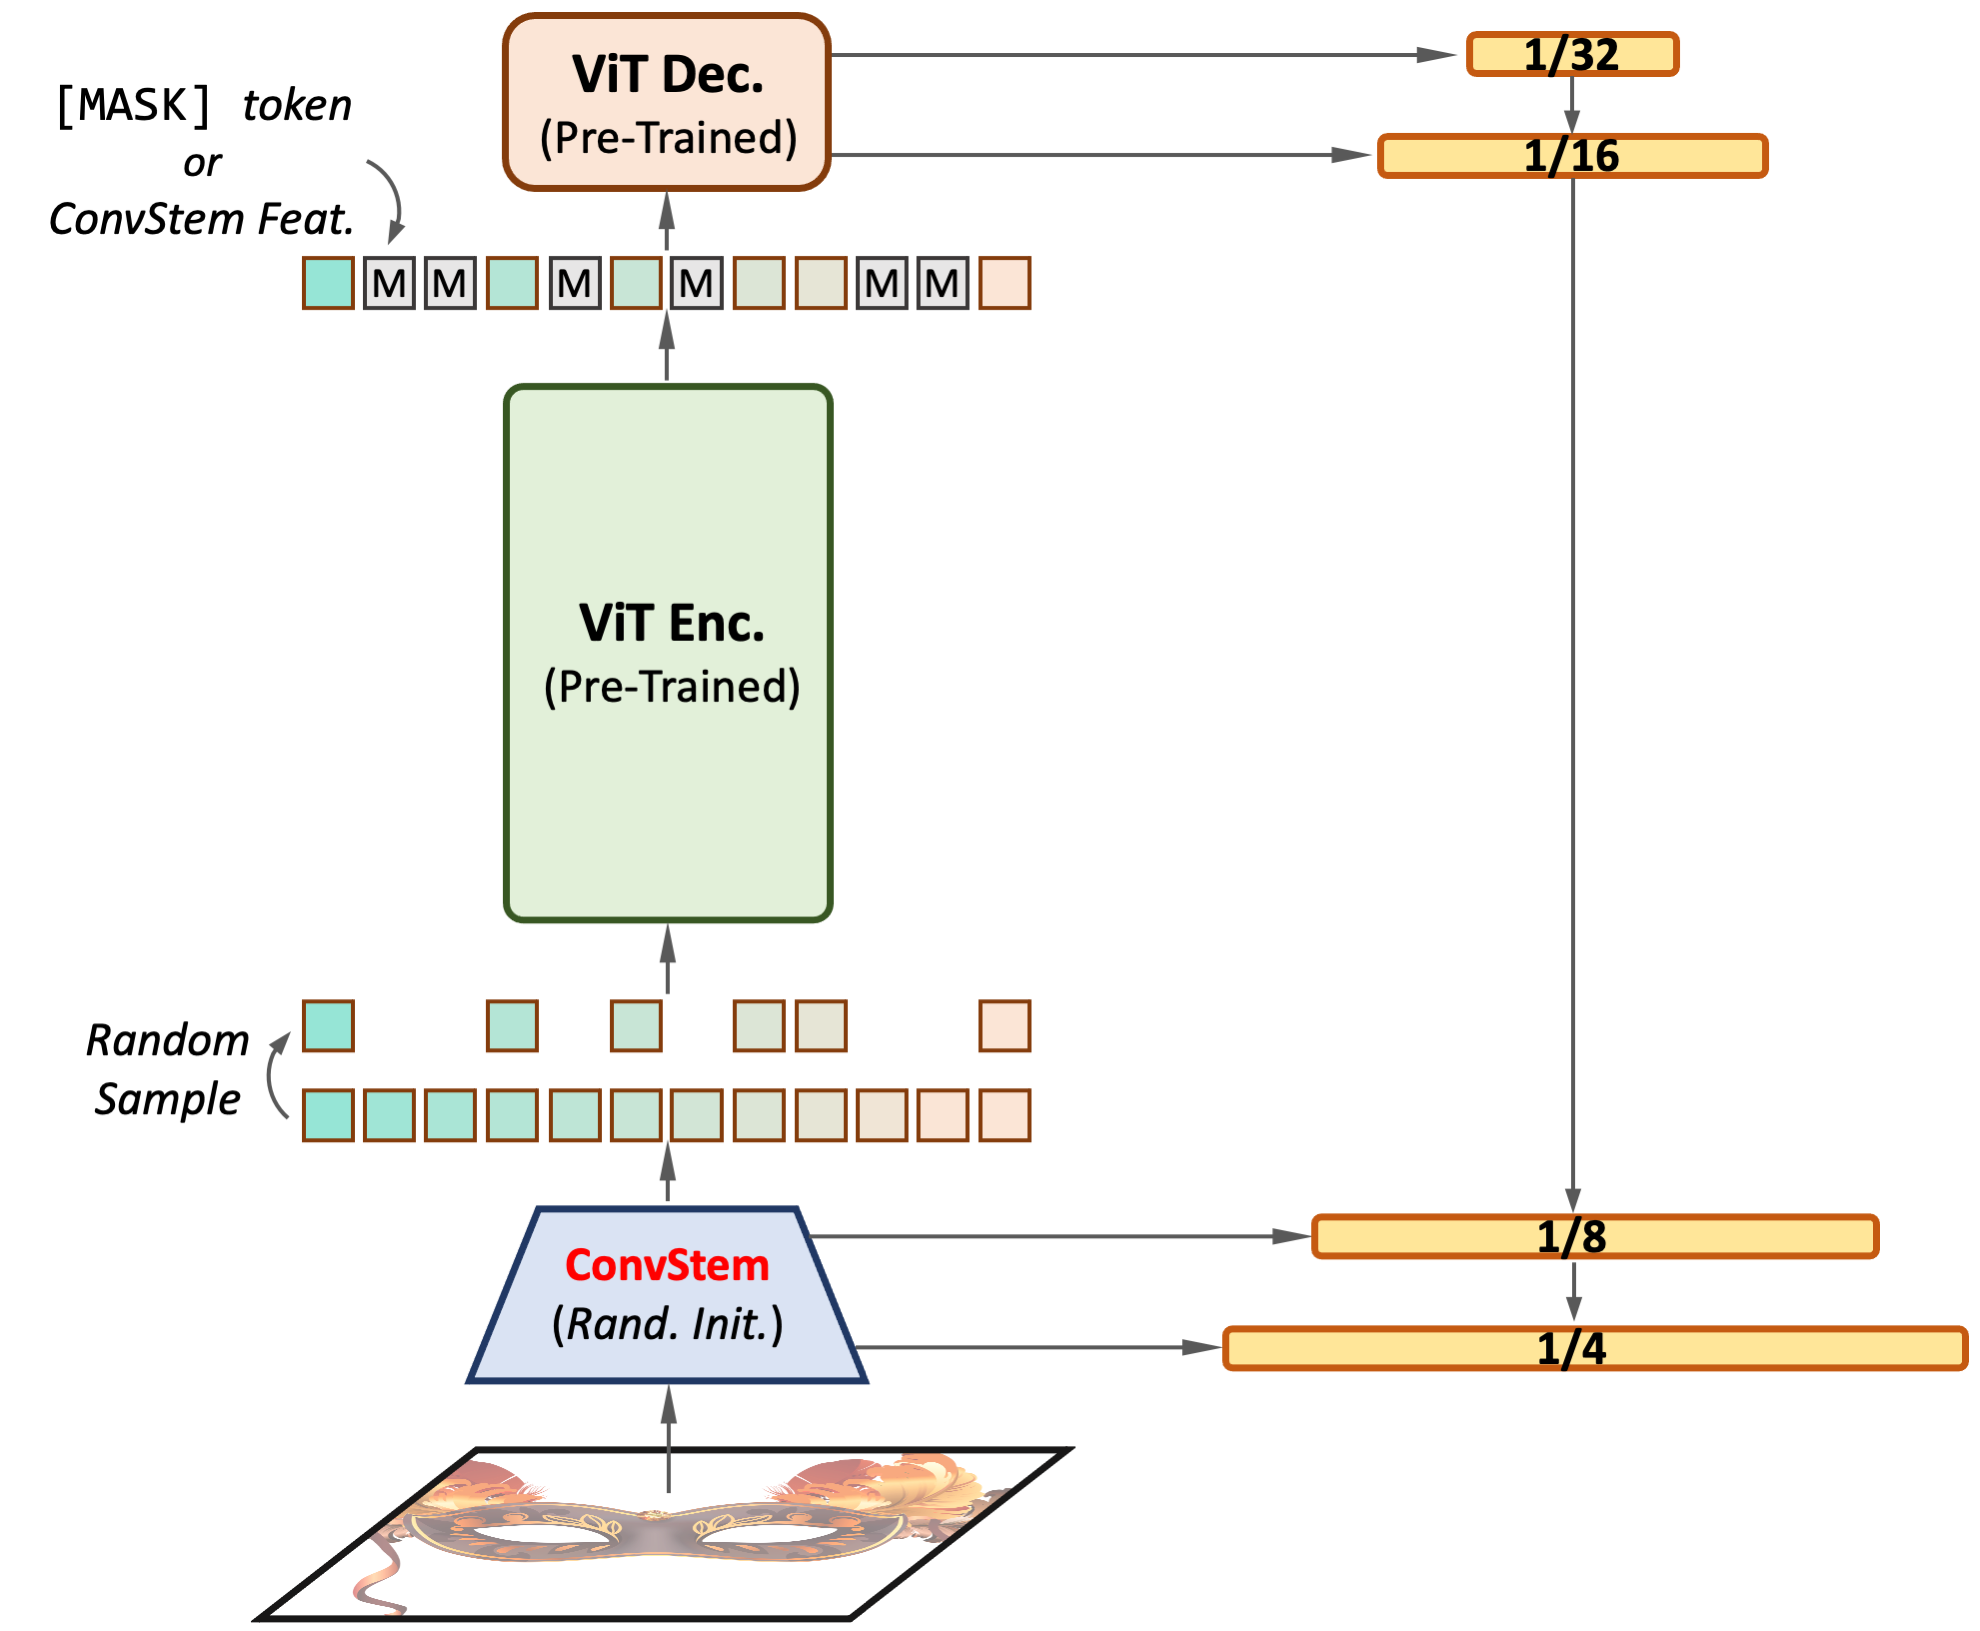 ViT Dec.
(Pre-Trained)
1/32
1/16
[MASK] token
or
ConvStem Feat.
M M M M M M
ViT Enc.
(Pre-Trained)
Random
Sample
ConvStem
(Rand. Init.)
1/8
1/4